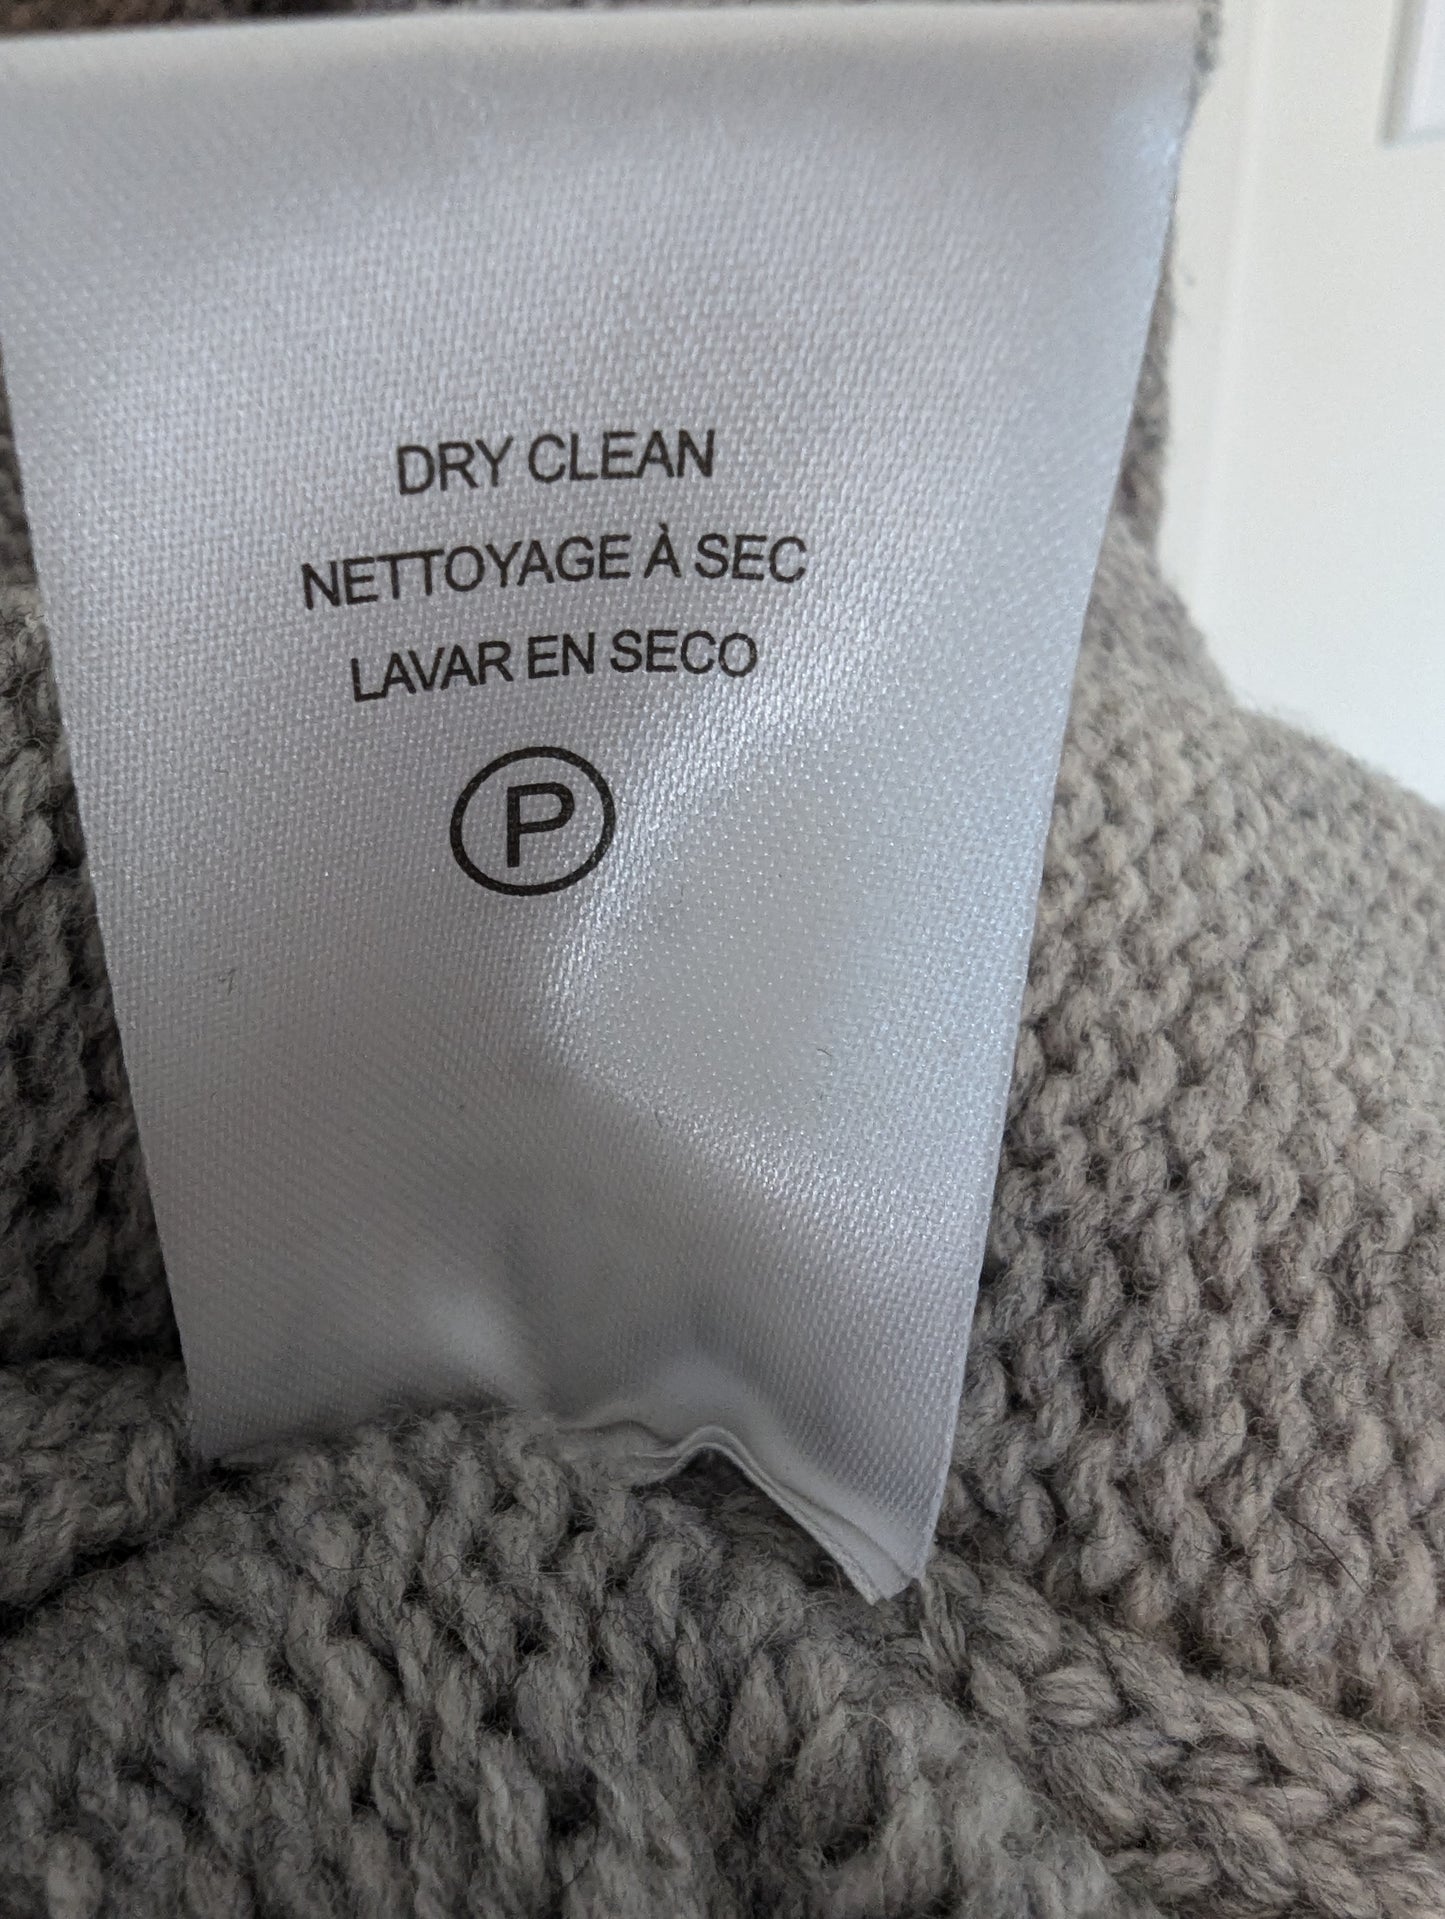 DRY CLEAN
NETTOYAGE À SEC
LAVAR EN SECO
P